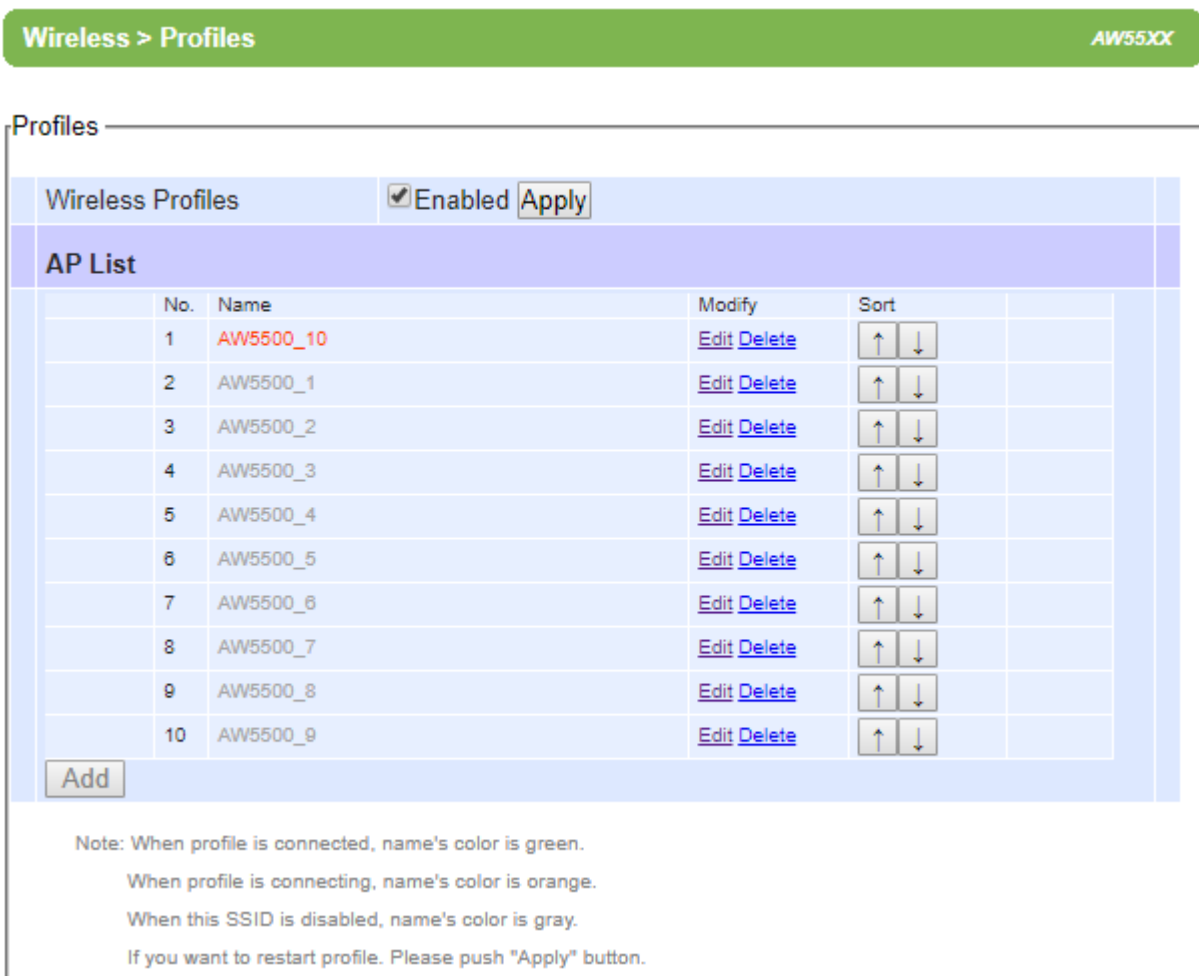 Wireless > Profiles AW55XX
Profiles
Wireless Profiles Enabled Apply
AP List
No. Name Modify Sort
1 AW5500_10 Edit Delete ↑ ↓
2 AW5500_1 Edit Delete ↑ ↓
3 AW5500_2 Edit Delete ↑ ↓
4 AW5500_3 Edit Delete ↑ ↓
5 AW5500_4 Edit Delete ↑ ↓
6 AW5500_5 Edit Delete ↑ ↓
7 AW5500_6 Edit Delete ↑ ↓
8 AW5500_7 Edit Delete ↑ ↓
9 AW5500_8 Edit Delete ↑ ↓
10 AW5500_9 Edit Delete ↑ ↓
Add
Note: When profile is connected, name's color is green.
When profile is connecting, name's color is orange.
When this SSID is disabled, name's color is gray.
If you want to restart profile. Please push "Apply" button.